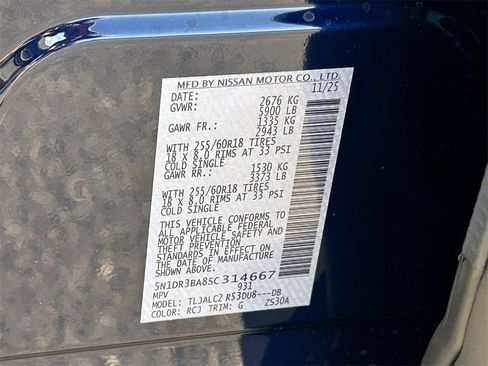 MFD BY NISSAN MOTOR CO., LTD.
DATE: 11/25
GVWR: 2676 KG
5900 LB
GAWR FR.: 1335 KG
2943 LB
WITH 255/60R18 TIRES
18 X 8.0 RIMS AT 33 PSI
COLD SINGLE
GAWR RR.: 1530 KG
3373 LB
WITH 255/60R18 TIRES
18 X 8.0 RIMS AT 33 PSI
COLD SINGLE
THIS VEHICLE CONFORMS TO
ALL APPLICABLE FEDERAL
MOTOR VEHICLE SAFETY AND
THEFT PREVENTION
STANDARDS IN EFFECT ON
THE DATE OF MANUFACTURE
SHOWN ABOVE.
5N1DR3BA8SC314667
MPV 931
MODEL: TLJALC2 R53DU8---DB
COLOR: RCJ TRIM: G ZS30A